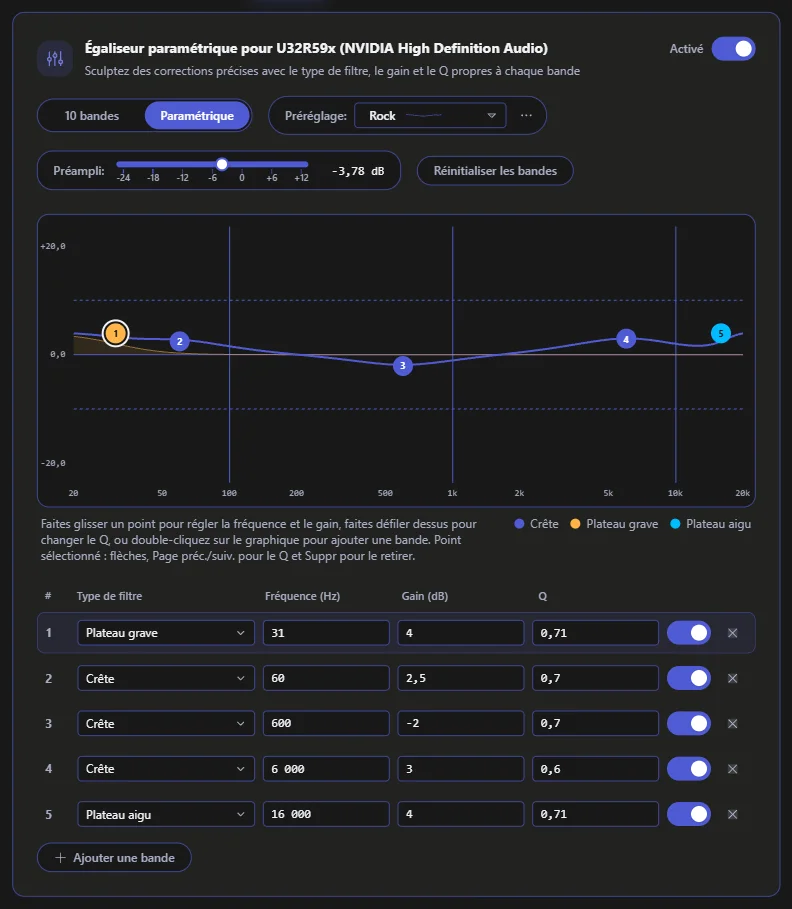 Égaliseur paramétrique pour U32R59x (NVIDIA High Definition Audio)
Activé
Sculptez des corrections précises avec le type de filtre, le gain et le Q propres à chaque bande
10 bandes
Paramétrique
Préréglage:
Rock
...
Préampli:
-24 -18 -12 -6 0 +6 +12
-3,78 dB
Réinitialiser les bandes
+20,0
0,0
-20,0
1
2
3
4
5
20 50 100 200 500 1k 2k 5k 10k 20k
Faites glisser un point pour régler la fréquence et le gain, faites défiler dessus pour
changer le Q, ou double-cliquez sur le graphique pour ajouter une bande. Point
sélectionné : flèches, Page préc./suiv. pour le Q et Suppr pour le retirer.
Crête
Plateau grave
Plateau aigu
# Type de filtre Fréquence (Hz) Gain (dB) Q
1 Plateau grave 31 4 0,71
2 Crête 60 2,5 0,7
3 Crête 600 -2 0,7
4 Crête 6 000 3 0,6
5 Plateau aigu 16 000 4 0,71
+ Ajouter une bande